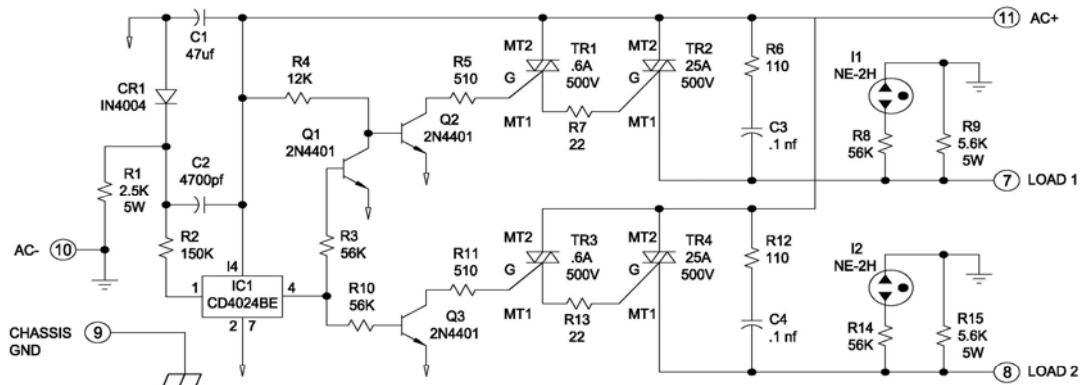 C1
47uf
CR1
IN4004
R1
2.5K
5W
C2
4700pf
R2
150K
AC-
10
I4
1
IC1
CD4024BE
4
2
7
CHASSIS
GND
9
R4
12K
Q1
2N4401
R3
56K
R10
56K
R5
510
Q2
2N4401
R11
510
Q3
2N4401
MT2
G
MT1
TR1
.6A
500V
R7
22
MT2
G
MT1
TR2
25A
500V
R6
110
C3
.1 nf
I1
NE-2H
R8
56K
R9
5.6K
5W
11
AC+
7
LOAD 1
MT2
G
MT1
TR3
.6A
500V
R13
22
MT2
G
MT1
TR4
25A
500V
R12
110
C4
.1 nf
I2
NE-2H
R14
56K
R15
5.6K
5W
8
LOAD 2